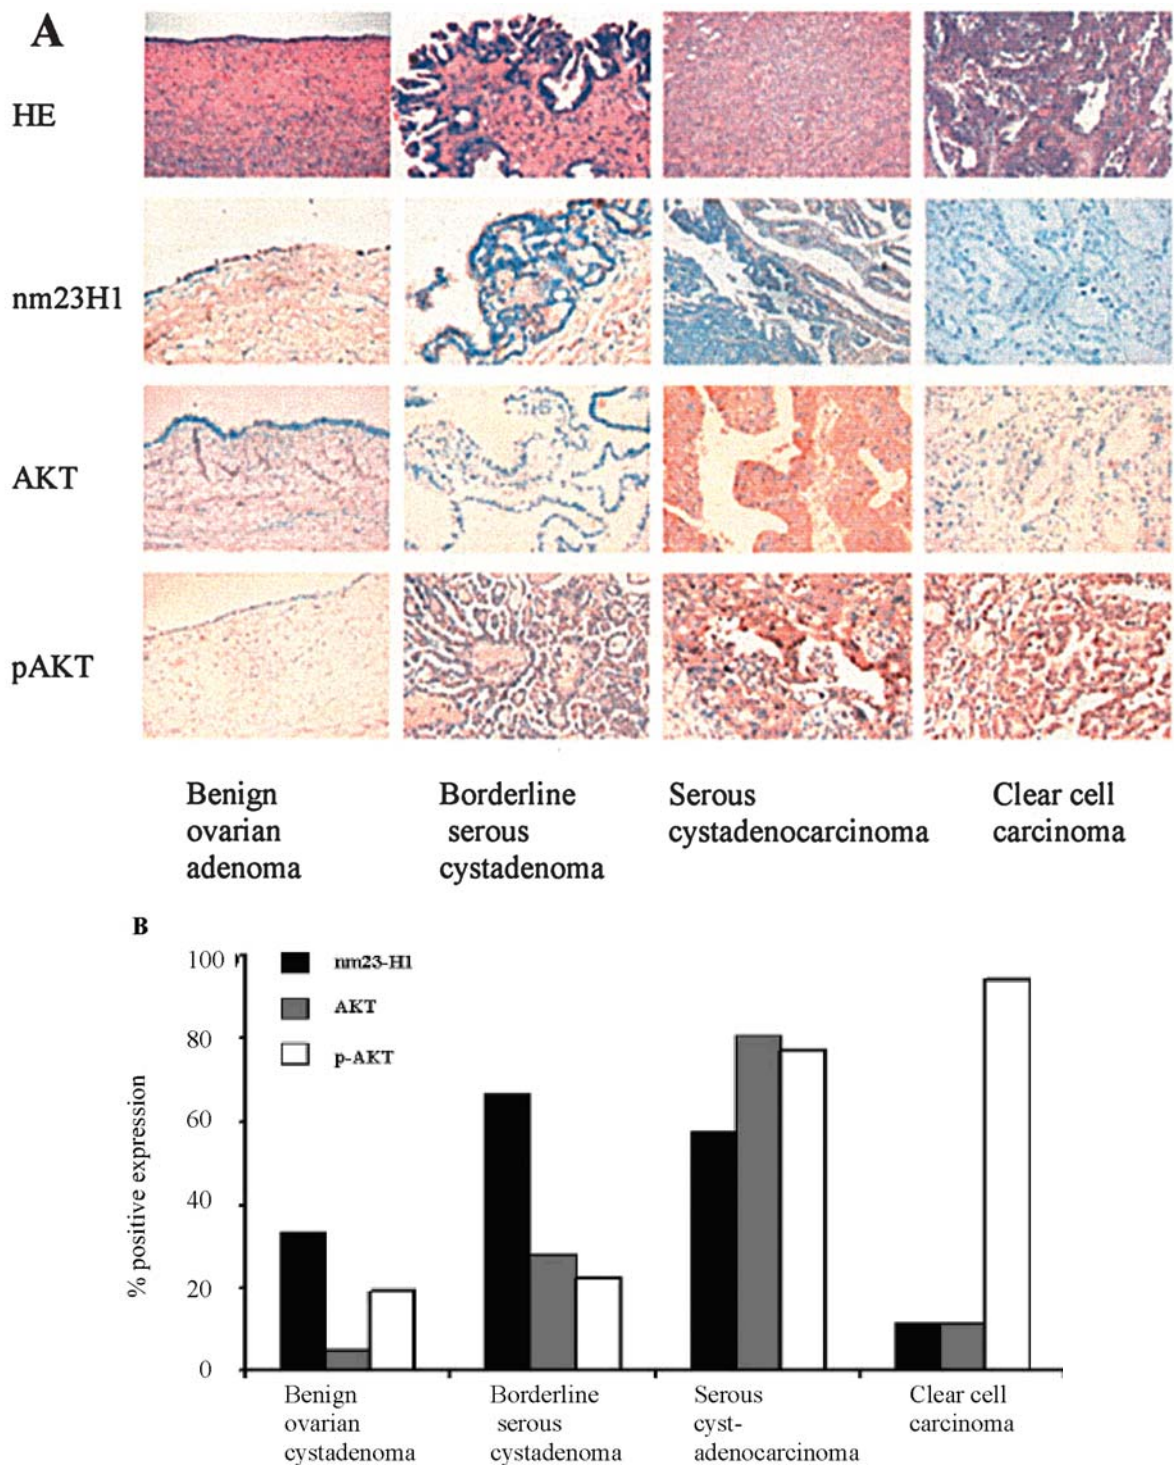 A
HE
nm23H1
AKT
pAKT
Benign
ovarian
adenoma
Borderline
serous
cystadenoma
Serous
cystadenocarcinoma
Clear cell
carcinoma
B
100
80
60
40
20
0
% positive expression
nm23-H1
AKT
p-AKT
Benign
ovarian
cystadenoma
Borderline
serous
cystadenoma
Serous
cyst-
adenocarcinoma
Clear cell
carcinoma